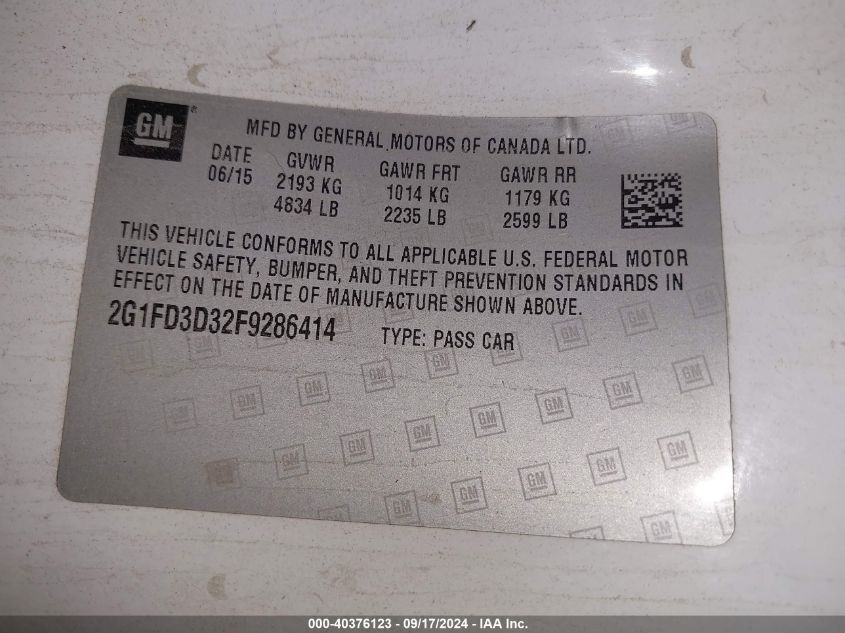 GM
MFD BY GENERAL MOTORS OF CANADA LTD.
DATE GVWR GAWR FRT GAWR RR
06/15 2193 KG 1014 KG 1179 KG
4834 LB 2235 LB 2599 LB
THIS VEHICLE CONFORMS TO ALL APPLICABLE U.S. FEDERAL MOTOR
VEHICLE SAFETY, BUMPER, AND THEFT PREVENTION STANDARDS IN
EFFECT ON THE DATE OF MANUFACTURE SHOWN ABOVE.
2G1FD3D32F9286414 TYPE: PASS CAR
000-40376123 - 09/17/2024 - IAA Inc.